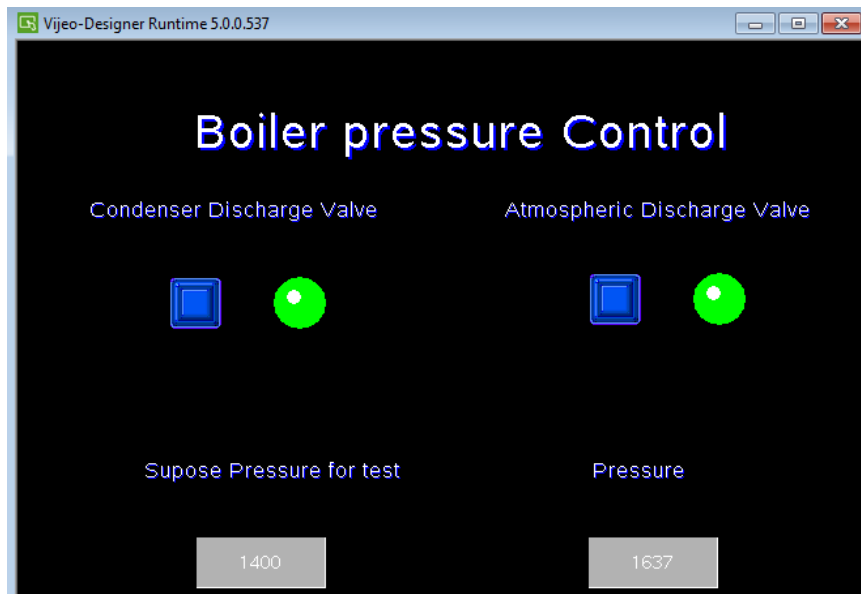 Vijeo-Designer Runtime 5.0.0.537
Boiler pressure Control
Condenser Discharge Valve
Atmospheric Discharge Valve
Supose Pressure for test
Pressure
1400
1637